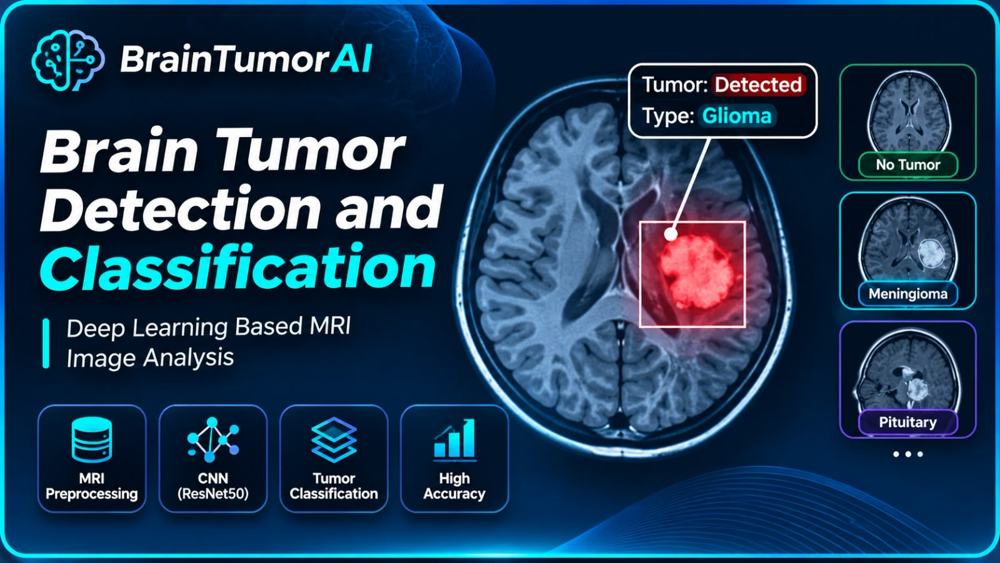 BrainTumorAI
Brain Tumor
Detection and
Classification
Deep Learning Based MRI
Image Analysis
MRI
Preprocessing
CNN
(ResNet50)
Tumor
Classification
High
Accuracy
Tumor: Detected
Type: Glioma
No Tumor
Meningioma
Pituitary